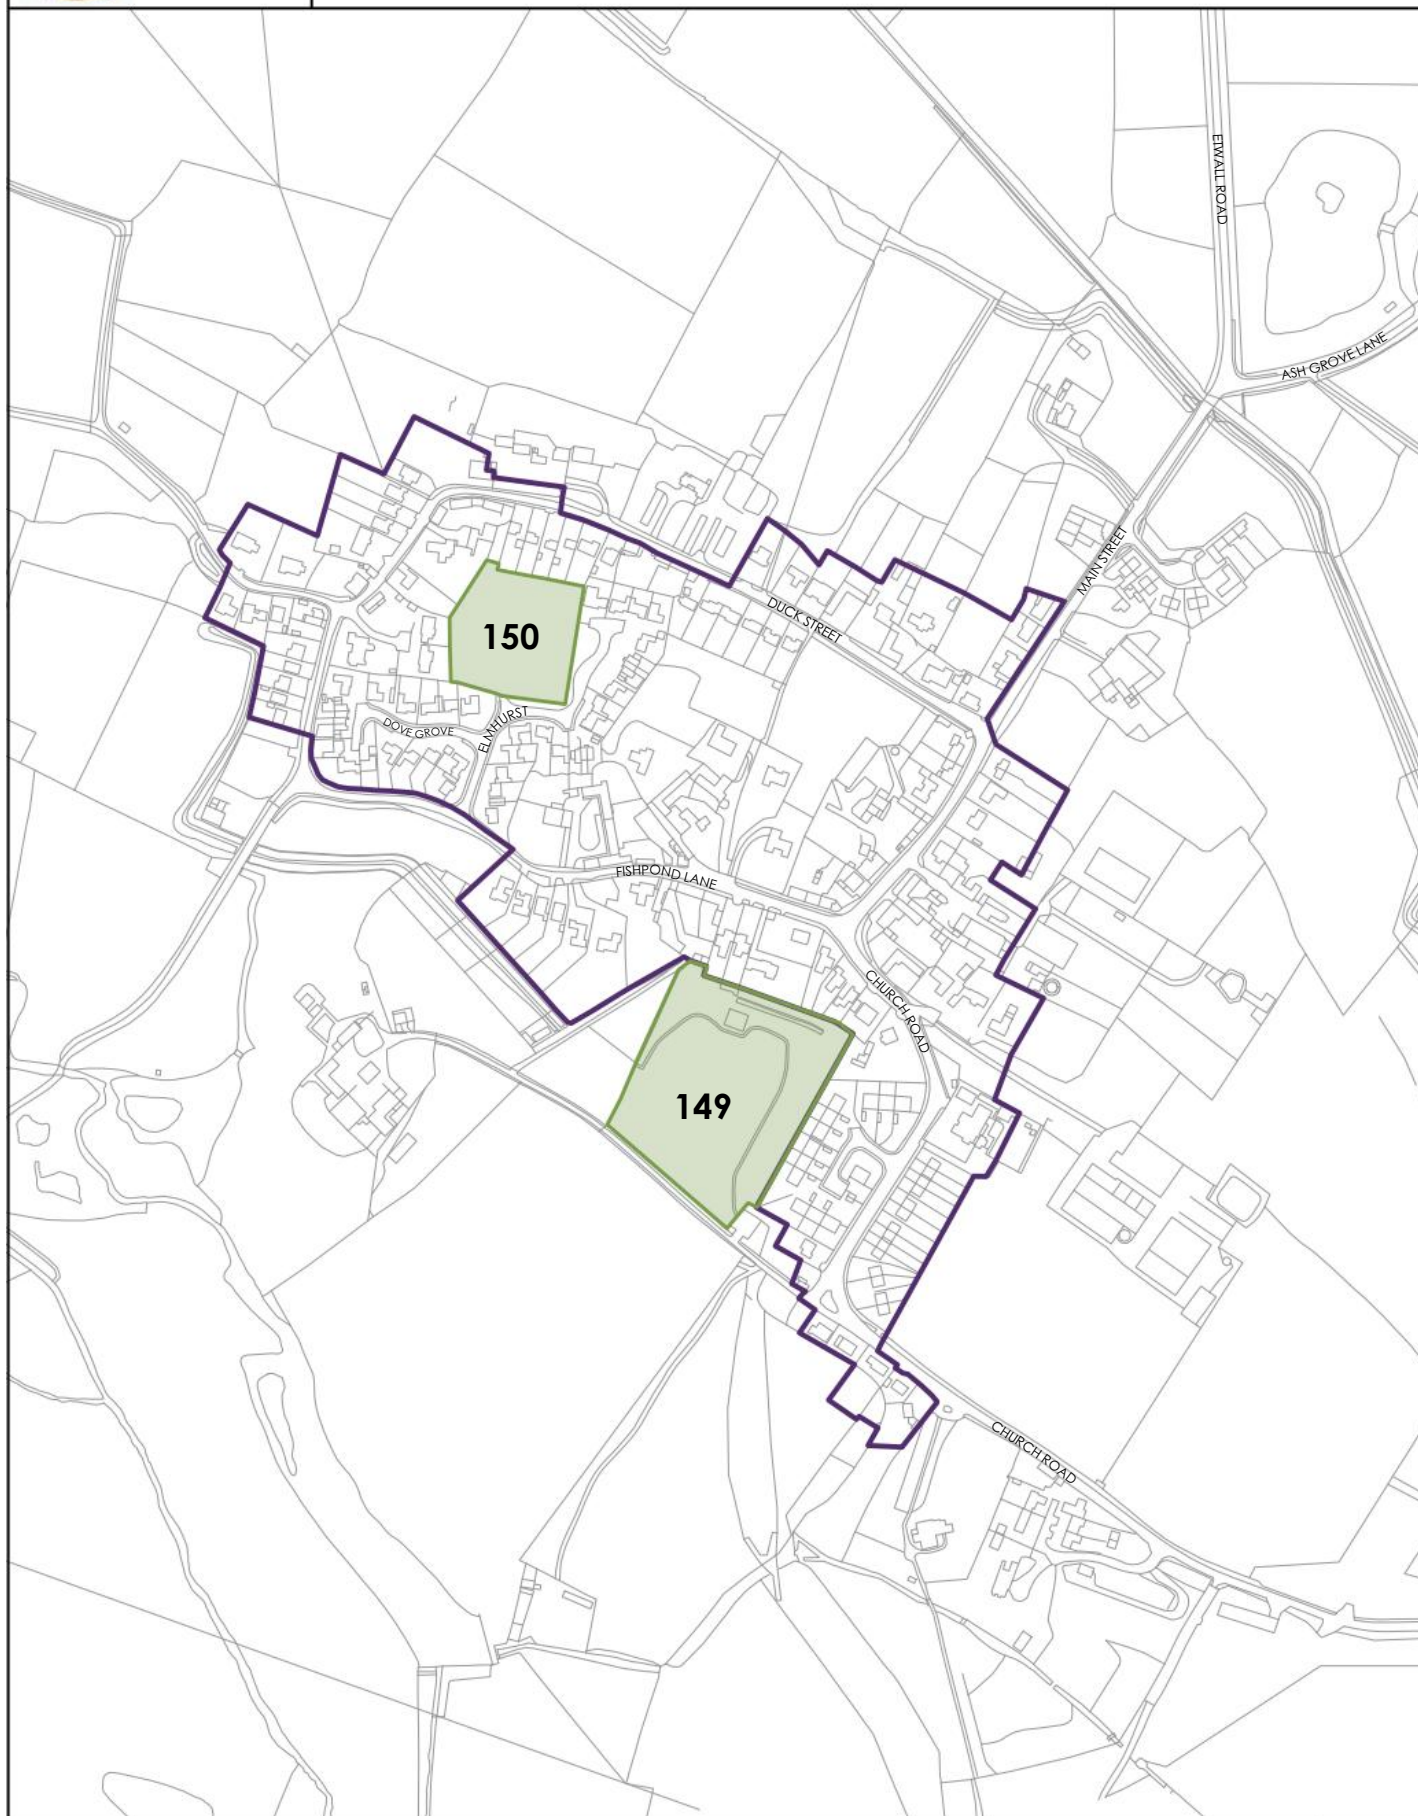 ETWALL ROAD
ASH GROVE LANE
MAIN STREET
DUCK STREET
150
DOVE GROVE
ELMHURST
FISHPOND LANE
CHURCH ROAD
149
CHURCH ROAD